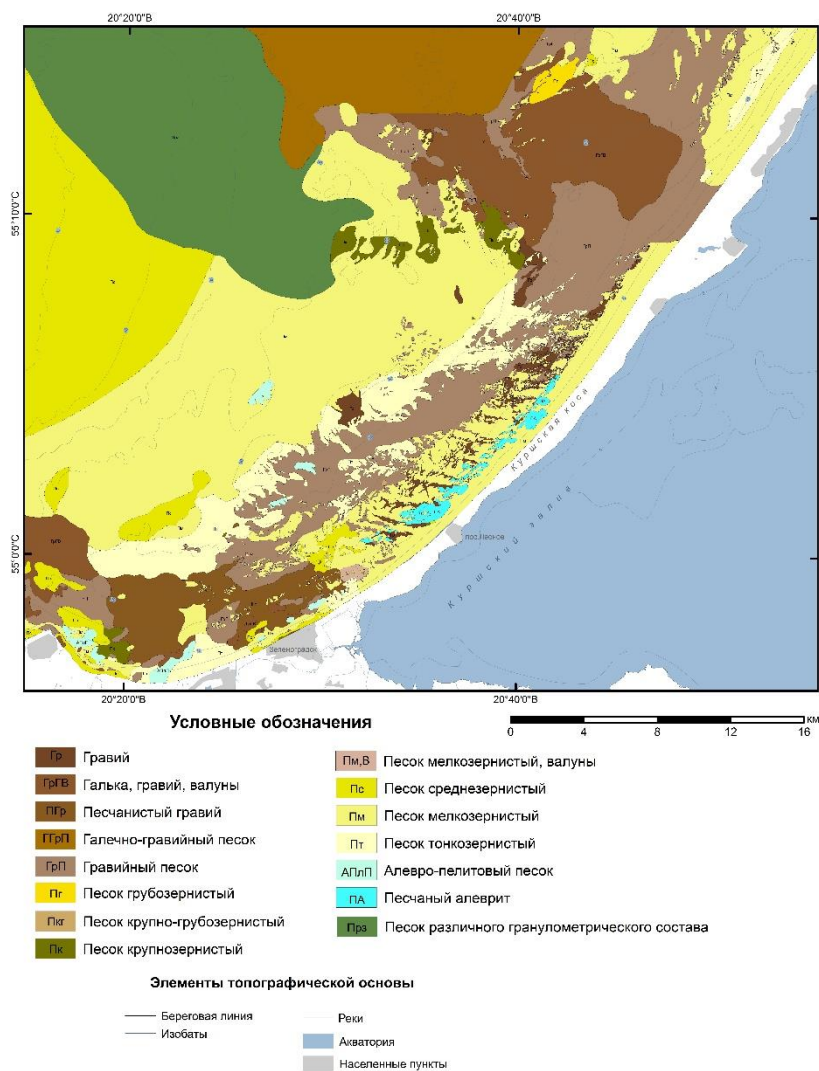 20°20'0"В 20°40'0"В
55°10'0"С
55°0'0"С
Куршская коса
Куршский залив
пос.Лесное
Зеленоградск
20°20'0"В 20°40'0"В
Условные обозначения
км
0 4 8 12 16
Гр Гравий
ГрГВ Галька, гравий, валуны
ПГр Песчанистый гравий
ГГрП Галечно-гравийный песок
ГрП Гравийный песок
Пг Песок грубозернистый
Пкг Песок крупно-грубозернистый
Пк Песок крупнозернистый
Пм,В Песок мелкозернистый, валуны
Пс Песок среднезернистый
Пм Песок мелкозернистый
Пт Песок тонкозернистый
АПлП Алевро-пелитовый песок
ПА Песчаный алеврит
Прз Песок различного гранулометрического состава
Элементы топографической основы
Береговая линия
Изобаты
Реки
Акватория
Населенные пункты